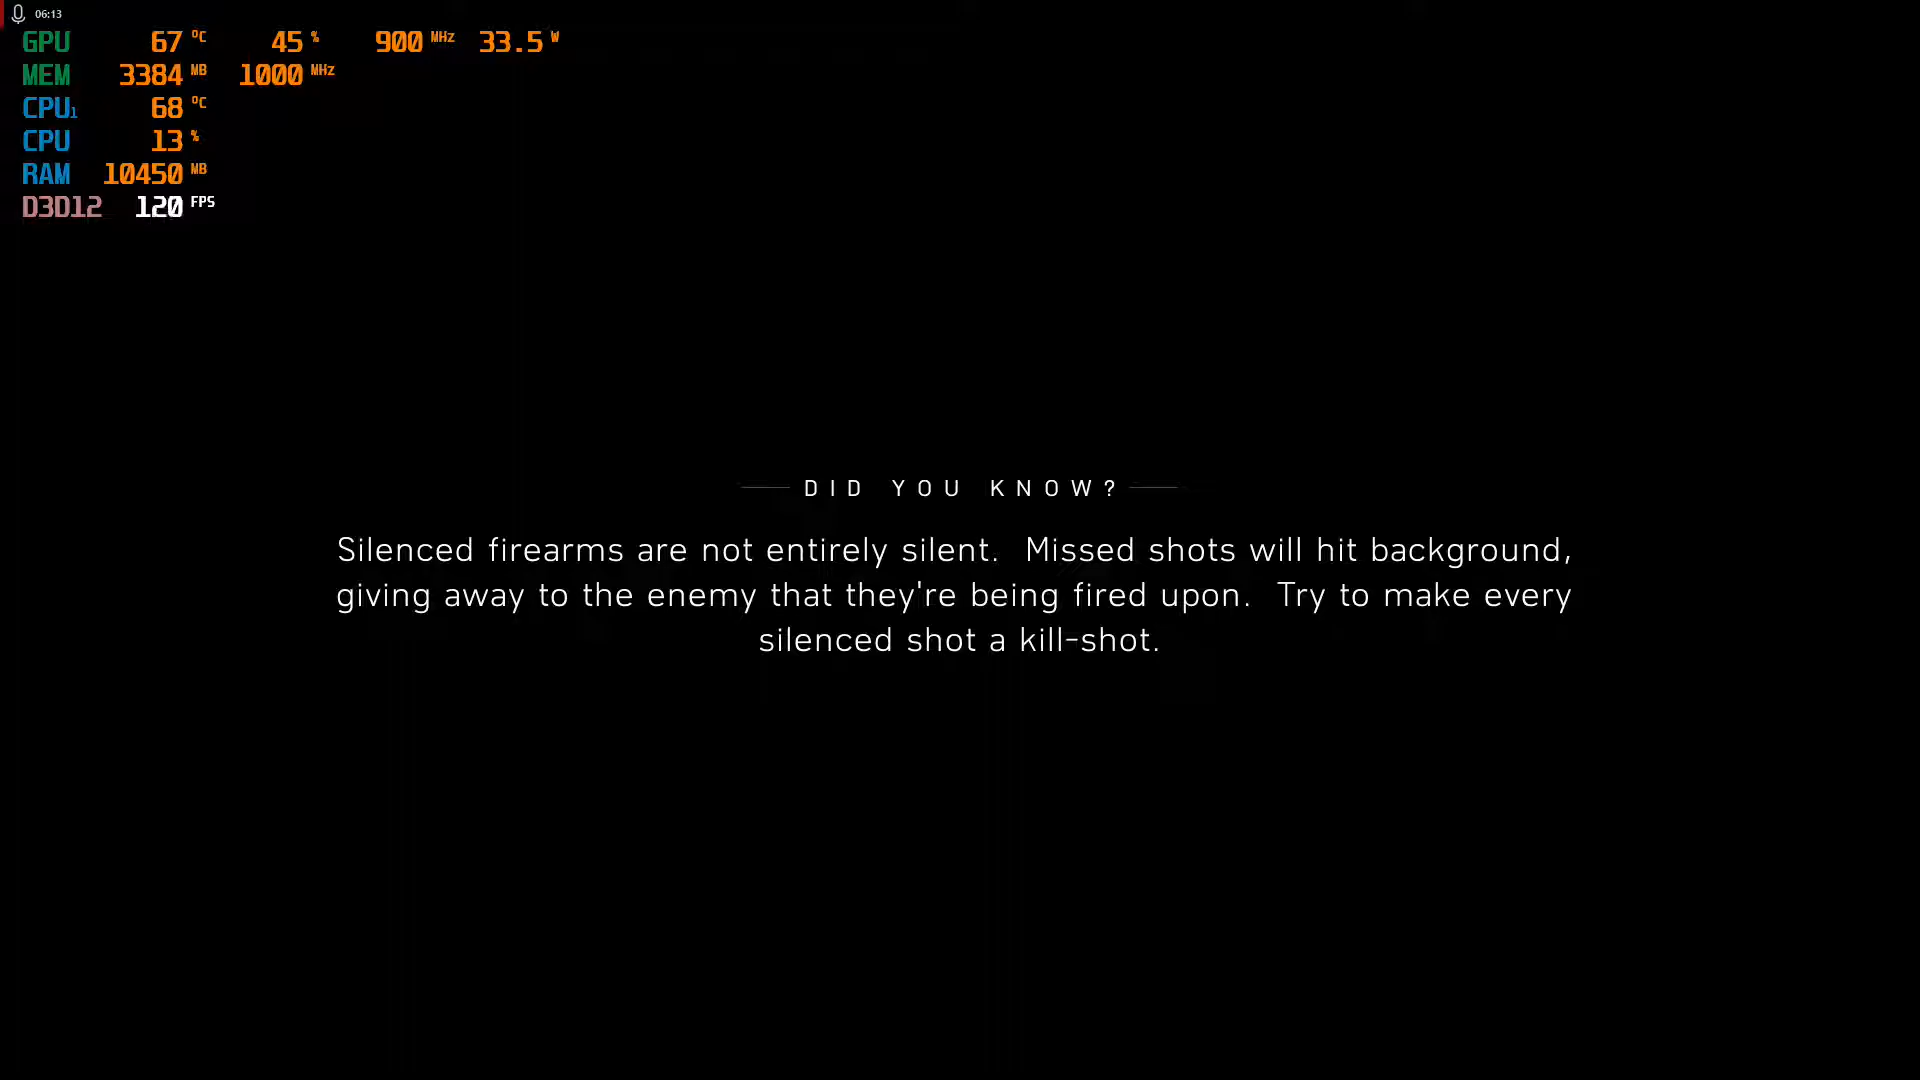 06:13
GPU 67 °C 45 % 900 MHz 33.5 W
MEM 3384 MB 1000 MHz
CPU1 68 °C
CPU 13 %
RAM 10450 MB
D3D12 120 FPS
DID YOU KNOW?
Silenced firearms are not entirely silent.  Missed shots will hit background,
giving away to the enemy that they're being fired upon.  Try to make every
silenced shot a kill-shot.